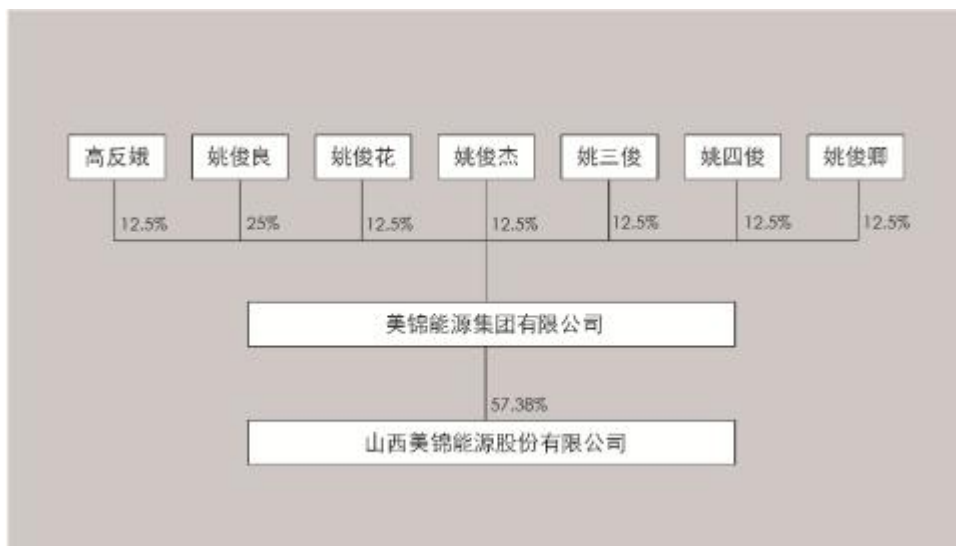 高反娥 姚俊良 姚俊花 姚俊杰 姚三俊 姚四俊 姚俊卿
12.5% 25% 12.5% 12.5% 12.5% 12.5% 12.5%
美锦能源集团有限公司
57.38%
山西美锦能源股份有限公司